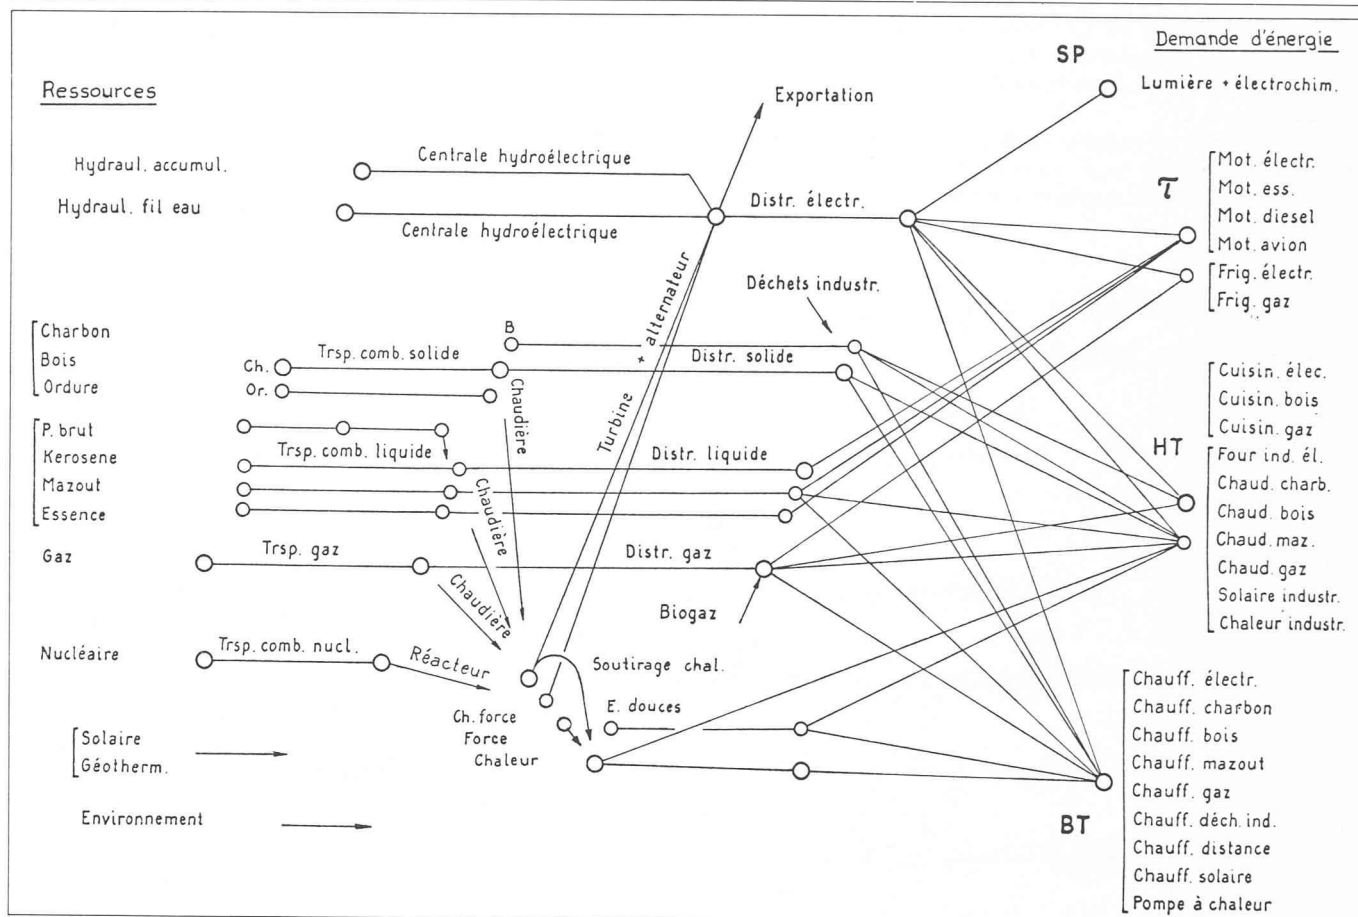 Demande d'énergie
SP
Lumière + électrochim.
Ressources
Exportation
Hydraul. accumul.
Centrale hydroélectrique
Hydraul. fil eau
Centrale hydroélectrique
Distr. électr.
τ
Mot. électr.
Mot. ess.
Mot. diesel
Mot. avion
Frig. électr.
Frig. gaz
Turbine + alternateur
Déchets industr.
Charbon
Bois
Ordure
B
Ch.
Trsp. comb. solide
Distr. solide
Or.
Chaudière
P. brut
Kerosene
Mazout
Essence
Trsp. comb. liquide
Distr. liquide
Chaudière
Gaz
Trsp. gaz
Distr. gaz
Chaudière
Biogaz
Nucléaire
Trsp. comb. nucl.
Réacteur
Soutirage chal.
Ch. force
Force
Chaleur
E. douces
Solaire
Géotherm.
Environnement
HT
Cuisin. élec.
Cuisin. bois
Cuisin. gaz
Four ind. él.
Chaud. charb.
Chaud. bois
Chaud. maz.
Chaud. gaz
Solaire industr.
Chaleur industr.
BT
Chauff. électr.
Chauff. charbon
Chauff. bois
Chauff. mazout
Chauff. gaz
Chauff. déch. ind.
Chauff. distance
Chauff. solaire
Pompe à chaleur